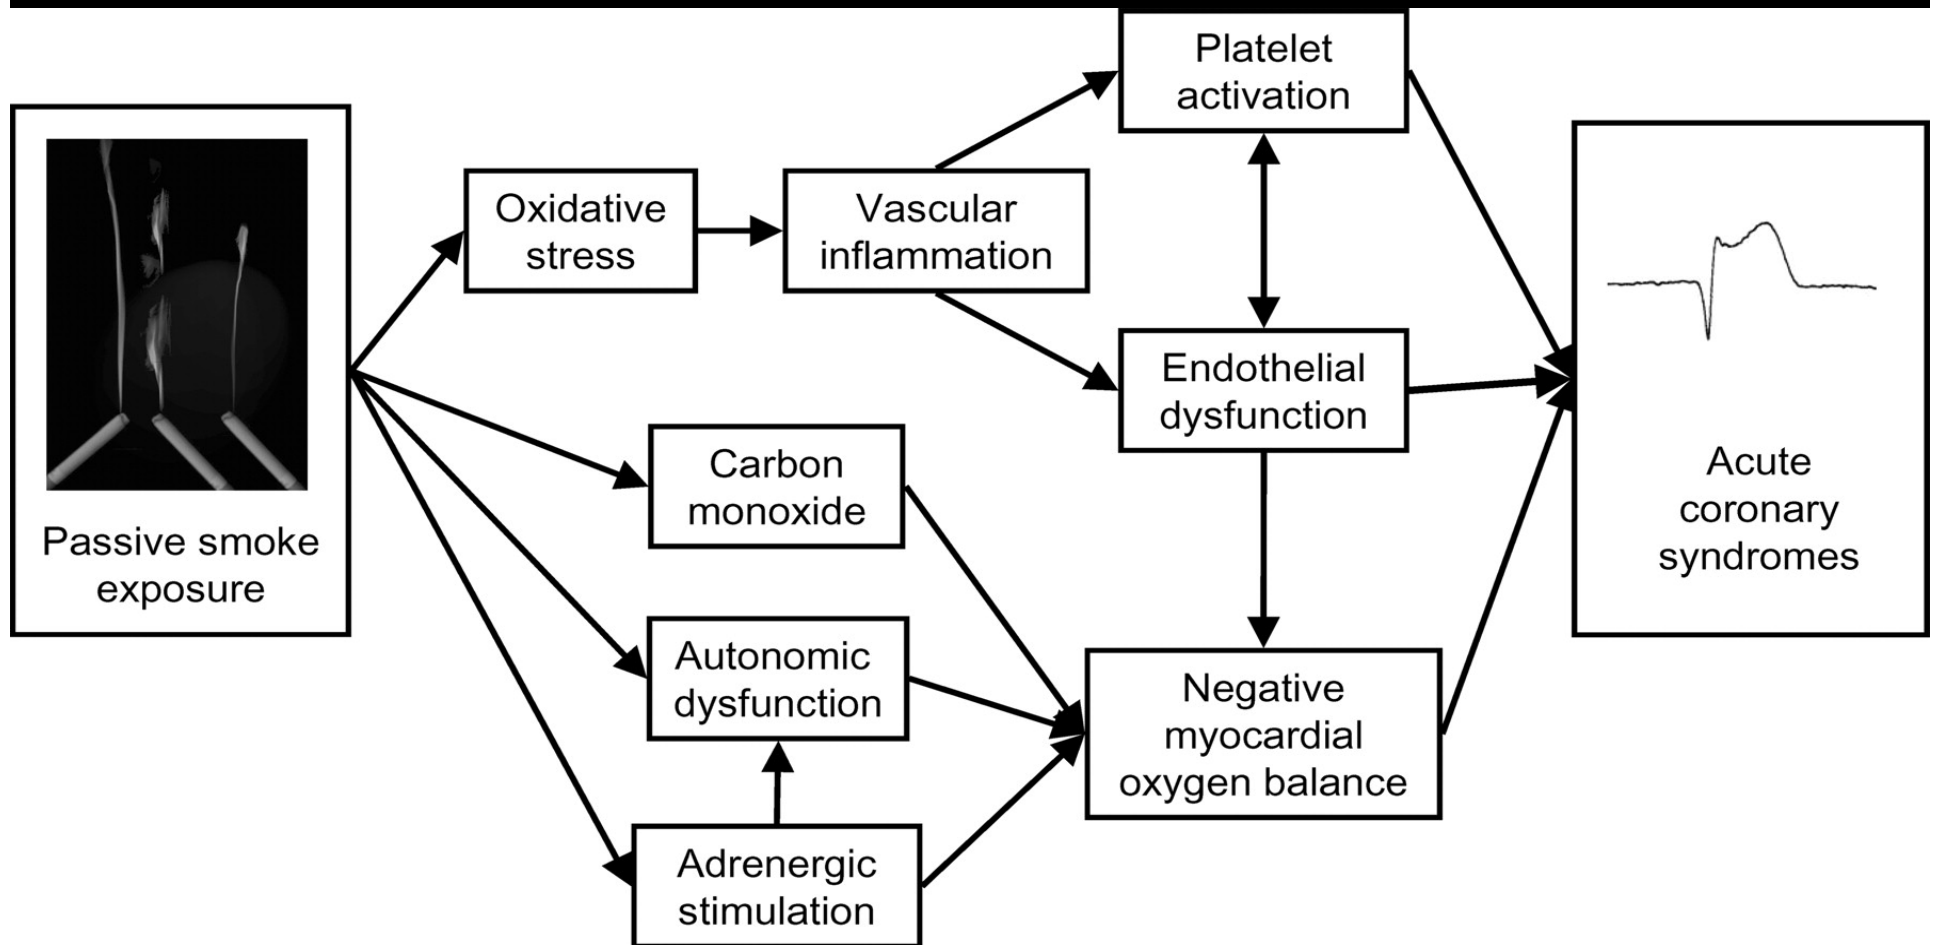 Platelet
activation
Oxidative
stress
Vascular
inflammation
Endothelial
dysfunction
Carbon
monoxide
Passive smoke
exposure
Acute
coronary
syndromes
Autonomic
dysfunction
Negative
myocardial
oxygen balance
Adrenergic
stimulation